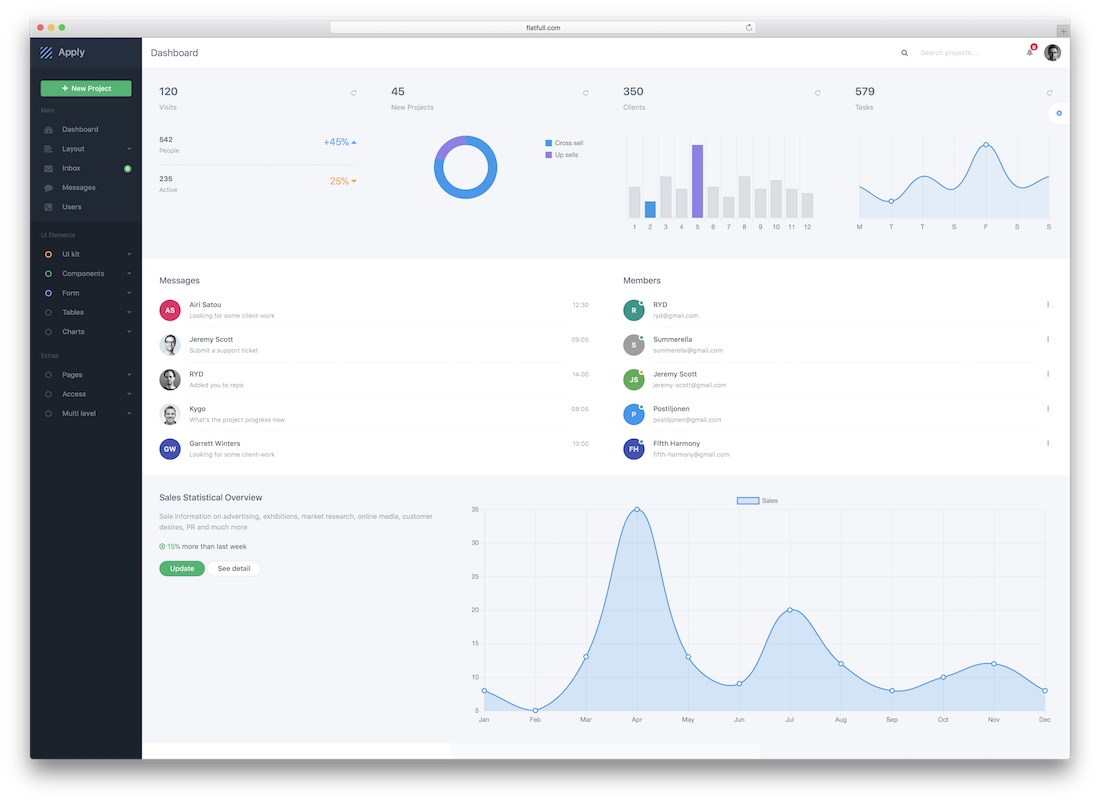 flatfull.com
Apply
Dashboard
Search projects...
8
+ New Project
Main
Dashboard
Layout
Inbox
8
Messages
Users
UI Elements
UI kit
Components
Form
Tables
Charts
Extras
Pages
Access
Multi level
120
Visits
542
People
+45%
235
Active
25%
45
New Projects
Cross sell
Up sells
350
Clients
1 2 3 4 5 6 7 8 9 10 11 12
579
Tasks
M T T S F S S
Messages
AS
Airi Satou
12:30
Looking for some client-work
Jeremy Scott
09:05
Submit a support ticket
RYD
14:00
Added you to repo
Kygo
08:05
What's the project progress now
GW
Garrett Winters
13:00
Looking for some client-work
Members
R
RYD
ryd@gmail.com
S
Summerella
summerella@gmail.com
JS
Jeremy Scott
jeremy-scott@gmail.com
P
Postiljonen
postiljonen@gmail.com
FH
Fifth Harmony
fifth-harmony@gmail.com
Sales Statistical Overview
Sale information on advertising, exhibitions, market research, online media, customer
desires, PR and much more
15% more than last week
Update
See detail
Sales
35
30
25
20
15
10
5
Jan Feb Mar Apr May Jun Jul Aug Sep Oct Nov Dec